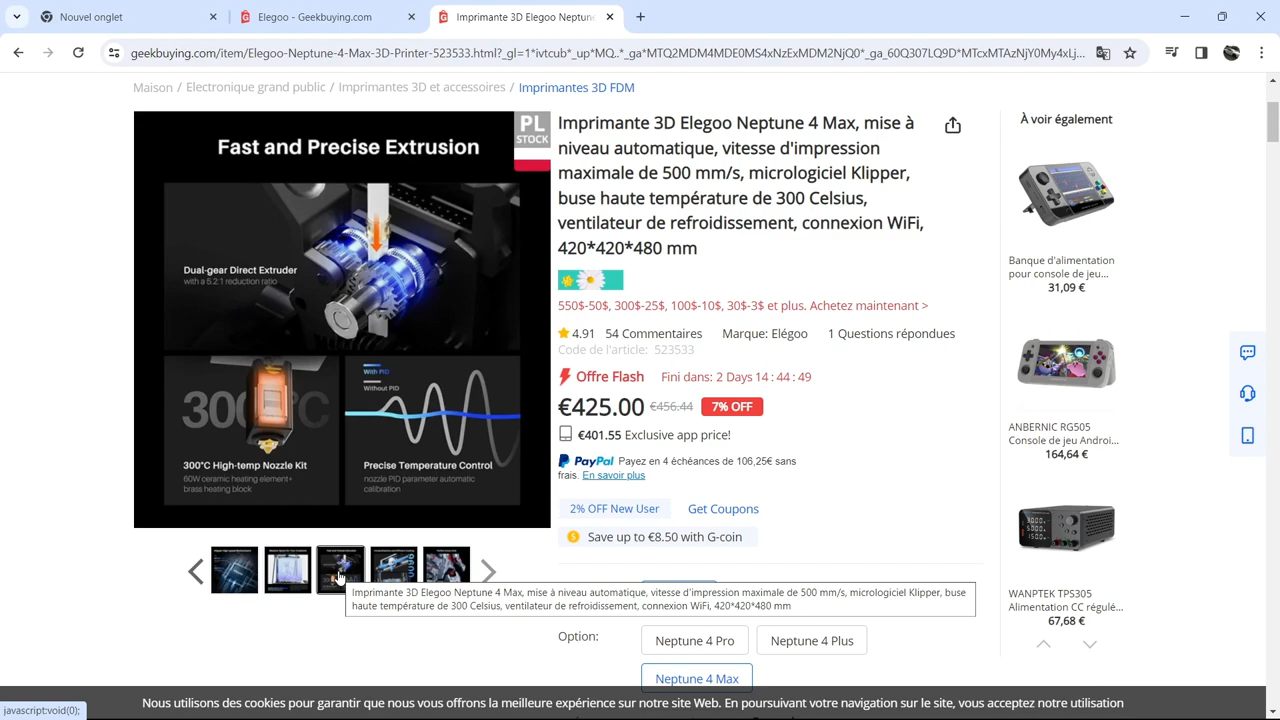 Nouvel onglet
Elegoo - Geekbuying.com
Imprimante 3D Elegoo Neptune
geekbuying.com/item/Elegoo-Neptune-4-Max-3D-Printer-523533.html?_gl=1*ivtcub*_up*MQ..*_ga*MTQ2MDM4MDE0MS4xNzExMDM2NjQ0*_ga_60Q307LQ9D*MTcxMTAzNjY0My4xLj...
Maison / Electronique grand public / Imprimantes 3D et accessoires / Imprimantes 3D FDM
Fast and Precise Extrusion
PL
STOCK
Dual-gear Direct Extruder
with a 5.2:1 reduction ratio
300°C
300°C High-temp Nozzle Kit
60W ceramic heating element+
brass heating block
With PID
Without PID
Precise Temperature Control
nozzle PID parameter automatic
calibration
Imprimante 3D Elegoo Neptune 4 Max, mise à
niveau automatique, vitesse d'impression
maximale de 500 mm/s, micrologiciel Klipper,
buse haute température de 300 Celsius,
ventilateur de refroidissement, connexion WiFi,
420*420*480 mm
550$-50$, 300$-25$, 100$-10$, 30$-3$ et plus. Achetez maintenant >
4.91 54 Commentaires Marque: Elégoo 1 Questions répondues
Code de l'article: 523533
Offre Flash Fini dans: 2 Days 14 : 44 : 49
€425.00 €456.44 7% OFF
€401.55 Exclusive app price!
PayPal Payez en 4 échéances de 106,25€ sans
frais. En savoir plus
2% OFF New User Get Coupons
Save up to €8.50 with G-coin
Imprimante 3D Elegoo Neptune 4 Max, mise à niveau automatique, vitesse d'impression maximale de 500 mm/s, micrologiciel Klipper, buse
haute température de 300 Celsius, ventilateur de refroidissement, connexion WiFi, 420*420*480 mm
Option: Neptune 4 Pro Neptune 4 Plus
Neptune 4 Max
À voir également
Banque d'alimentation
pour console de jeu...
31,09 €
ANBERNIC RG505
Console de jeu Androi...
164,64 €
WANPTEK TPS305
Alimentation CC régulé...
67,68 €
Nous utilisons des cookies pour garantir que nous vous offrons la meilleure expérience sur notre site Web. En poursuivant votre navigation sur le site, vous acceptez notre utilisation
javascript:void(0);